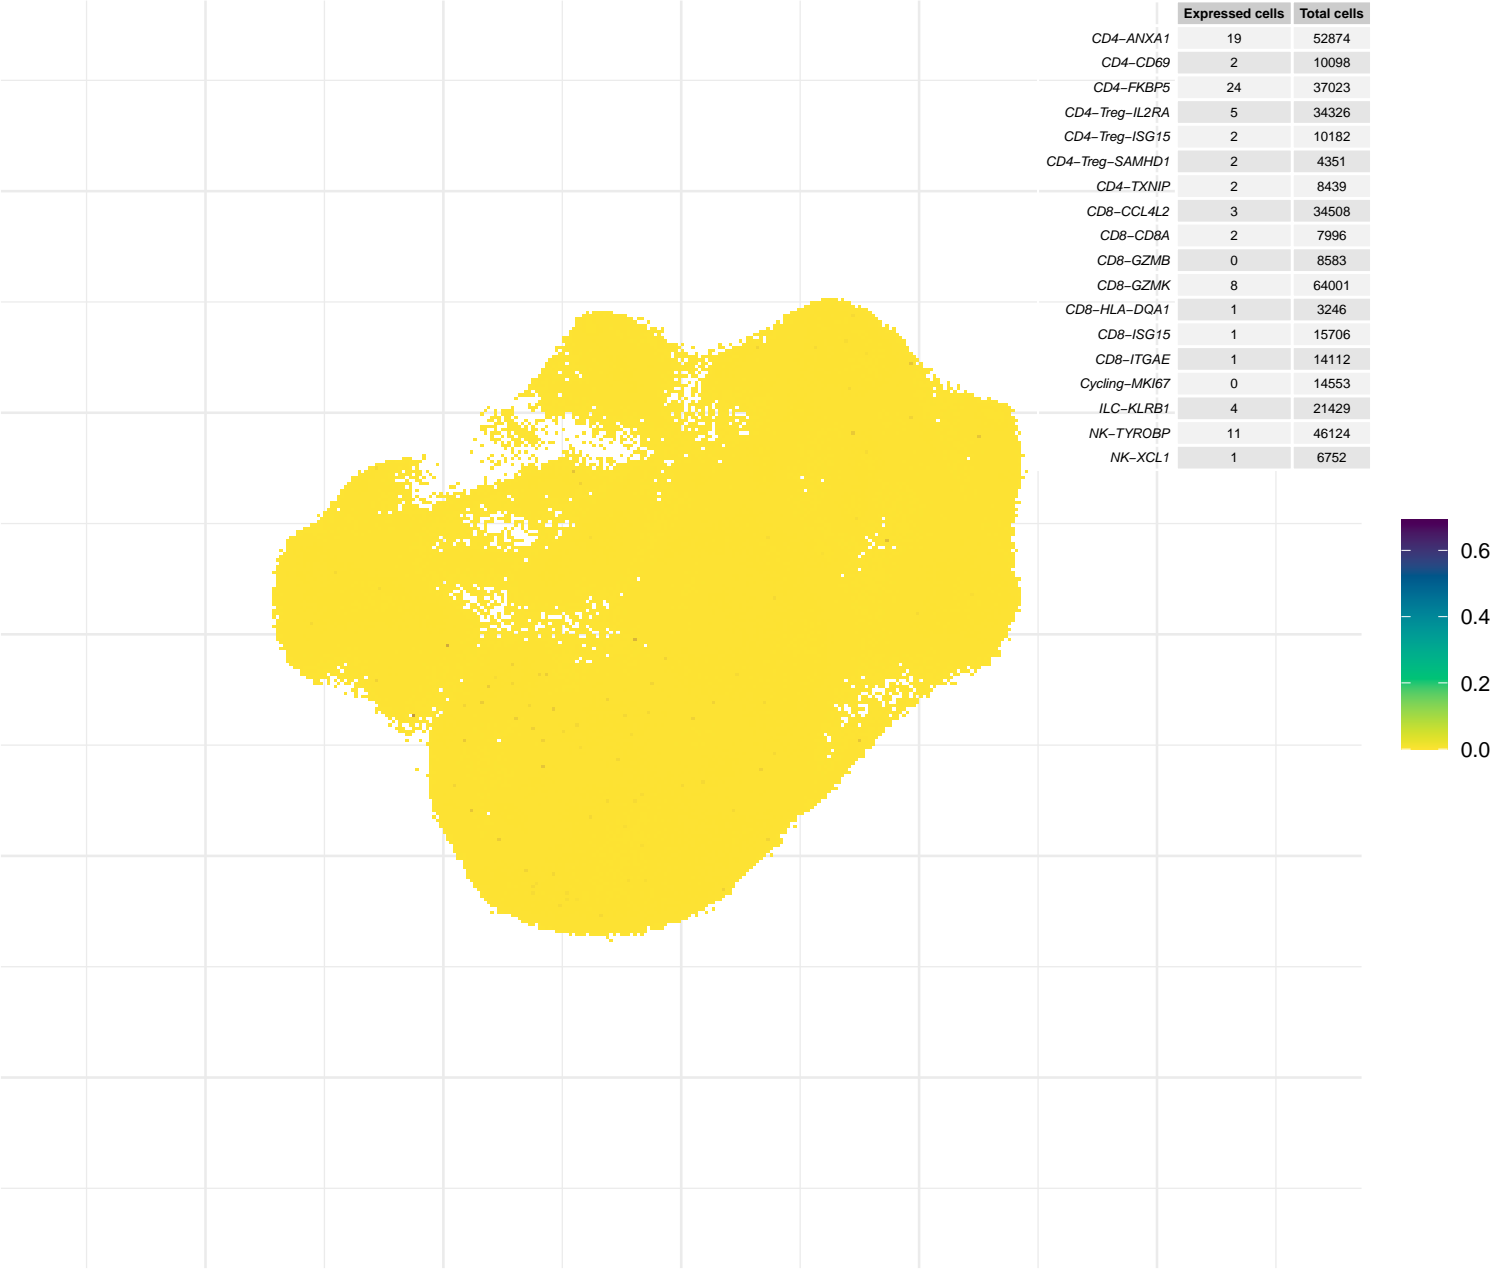 Expressed cells Total cells
CD4−ANXA1 19 52874
CD4−CD69 2 10098
CD4−FKBP5 24 37023
CD4−Treg−IL2RA 5 34326
CD4−Treg−ISG15 2 10182
CD4−Treg−SAMHD1 2 4351
CD4−TXNIP 2 8439
CD8−CCL4L2 3 34508
CD8−CD8A 2 7996
CD8−GZMB 0 8583
CD8−GZMK 8 64001
CD8−HLA−DQA1 1 3246
CD8−ISG15 1 15706
CD8−ITGAE 1 14112
Cycling−MKI67 0 14553
ILC−KLRB1 4 21429
NK−TYROBP 11 46124
NK−XCL1 1 6752
0.6
0.4
0.2
0.0